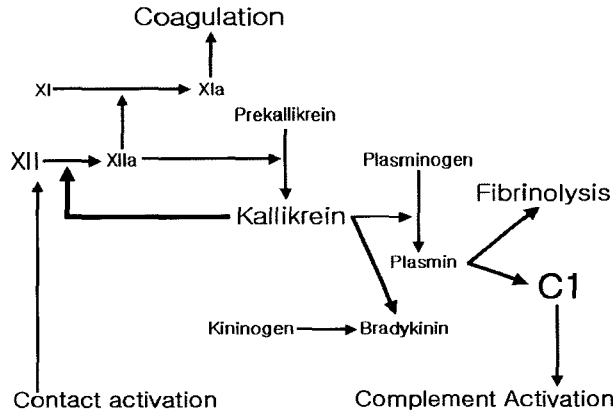 Coagulation
XI
XIa
Prekallikrein
XII
XIIa
Plasminogen
Fibrinolysis
Kallikrein
Plasmin
C1
Kininogen
Bradykinin
Contact activation
Complement Activation